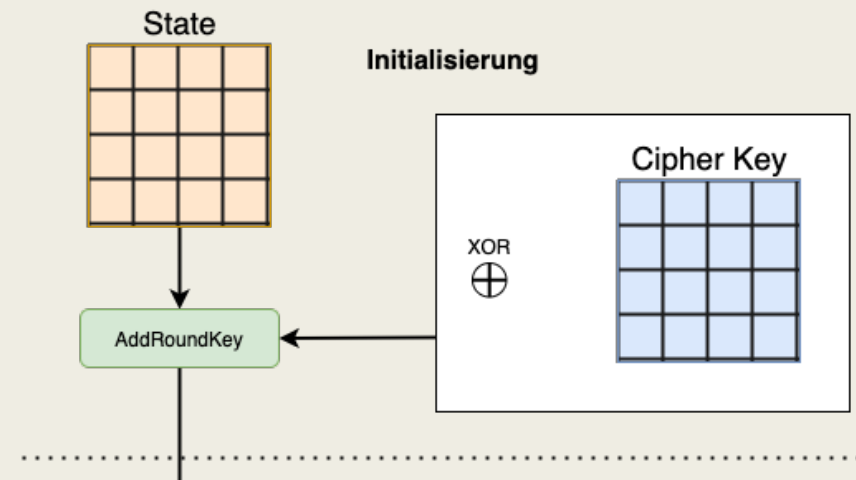 State
Initialisierung
Cipher Key
XOR
AddRoundKey